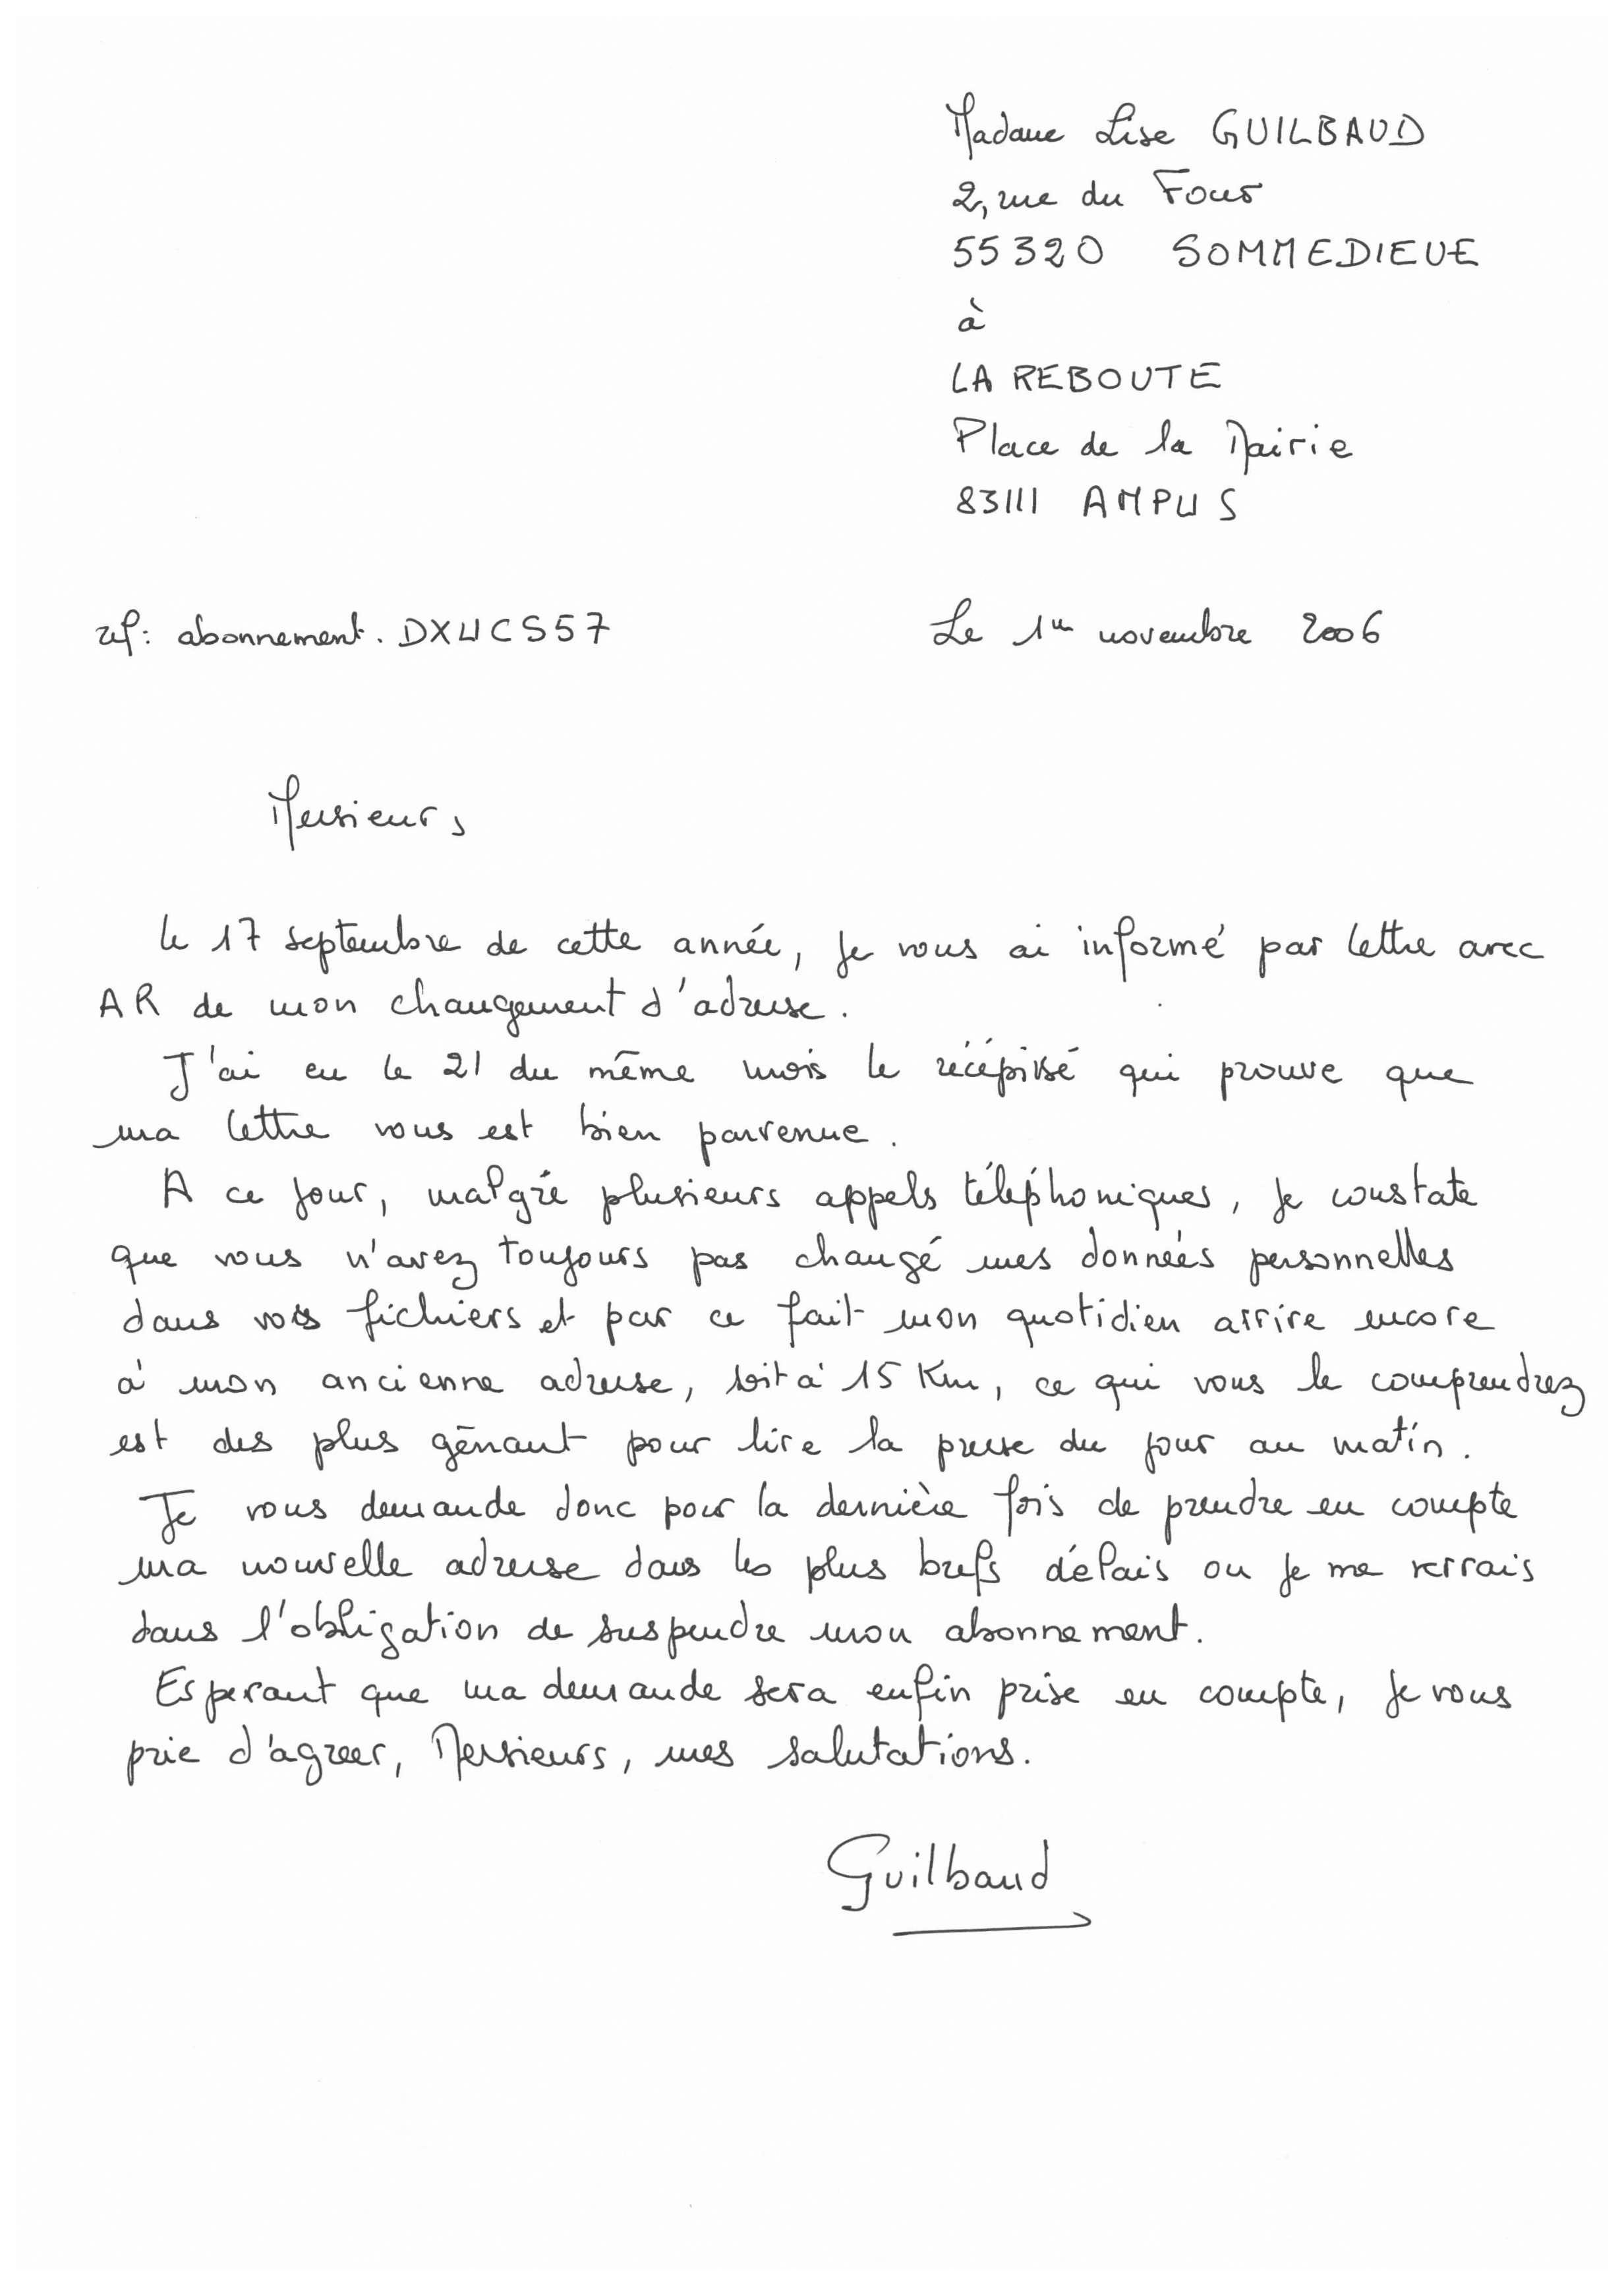 Madame Lise GUILBAUD
2, rue du Four
55320 SOMMEDIEUE
à
LA REBOUTE
Place de la Mairie
83111 AMPUS
réf: abonnement. DXUCS57
Le 1er novembre 2006
Messieurs
Le 17 septembre de cette année, je vous ai informé par lettre avec
AR de mon changement d'adresse.
J'ai eu le 21 du même mois le récépissé qui prouve que
ma lettre vous est bien parvenue.
A ce jour, malgré plusieurs appels téléphoniques, je constate
que vous n'avez toujours pas changé mes données personnelles
dans vos fichiers et par ce fait mon quotidien arrive encore
à mon ancienne adresse, soit à 15 Km, ce qui vous le comprendrez
est des plus gênant pour lire la presse du jour au matin.
Je vous demande donc pour la dernière fois de prendre en compte
ma nouvelle adresse dans les plus brefs délais ou je me verrais
dans l'obligation de suspendre mon abonnement.
Esperant que ma demande sera enfin prise en compte, je vous
prie d'agreer, Messieurs, mes salutations.
Guilbaud